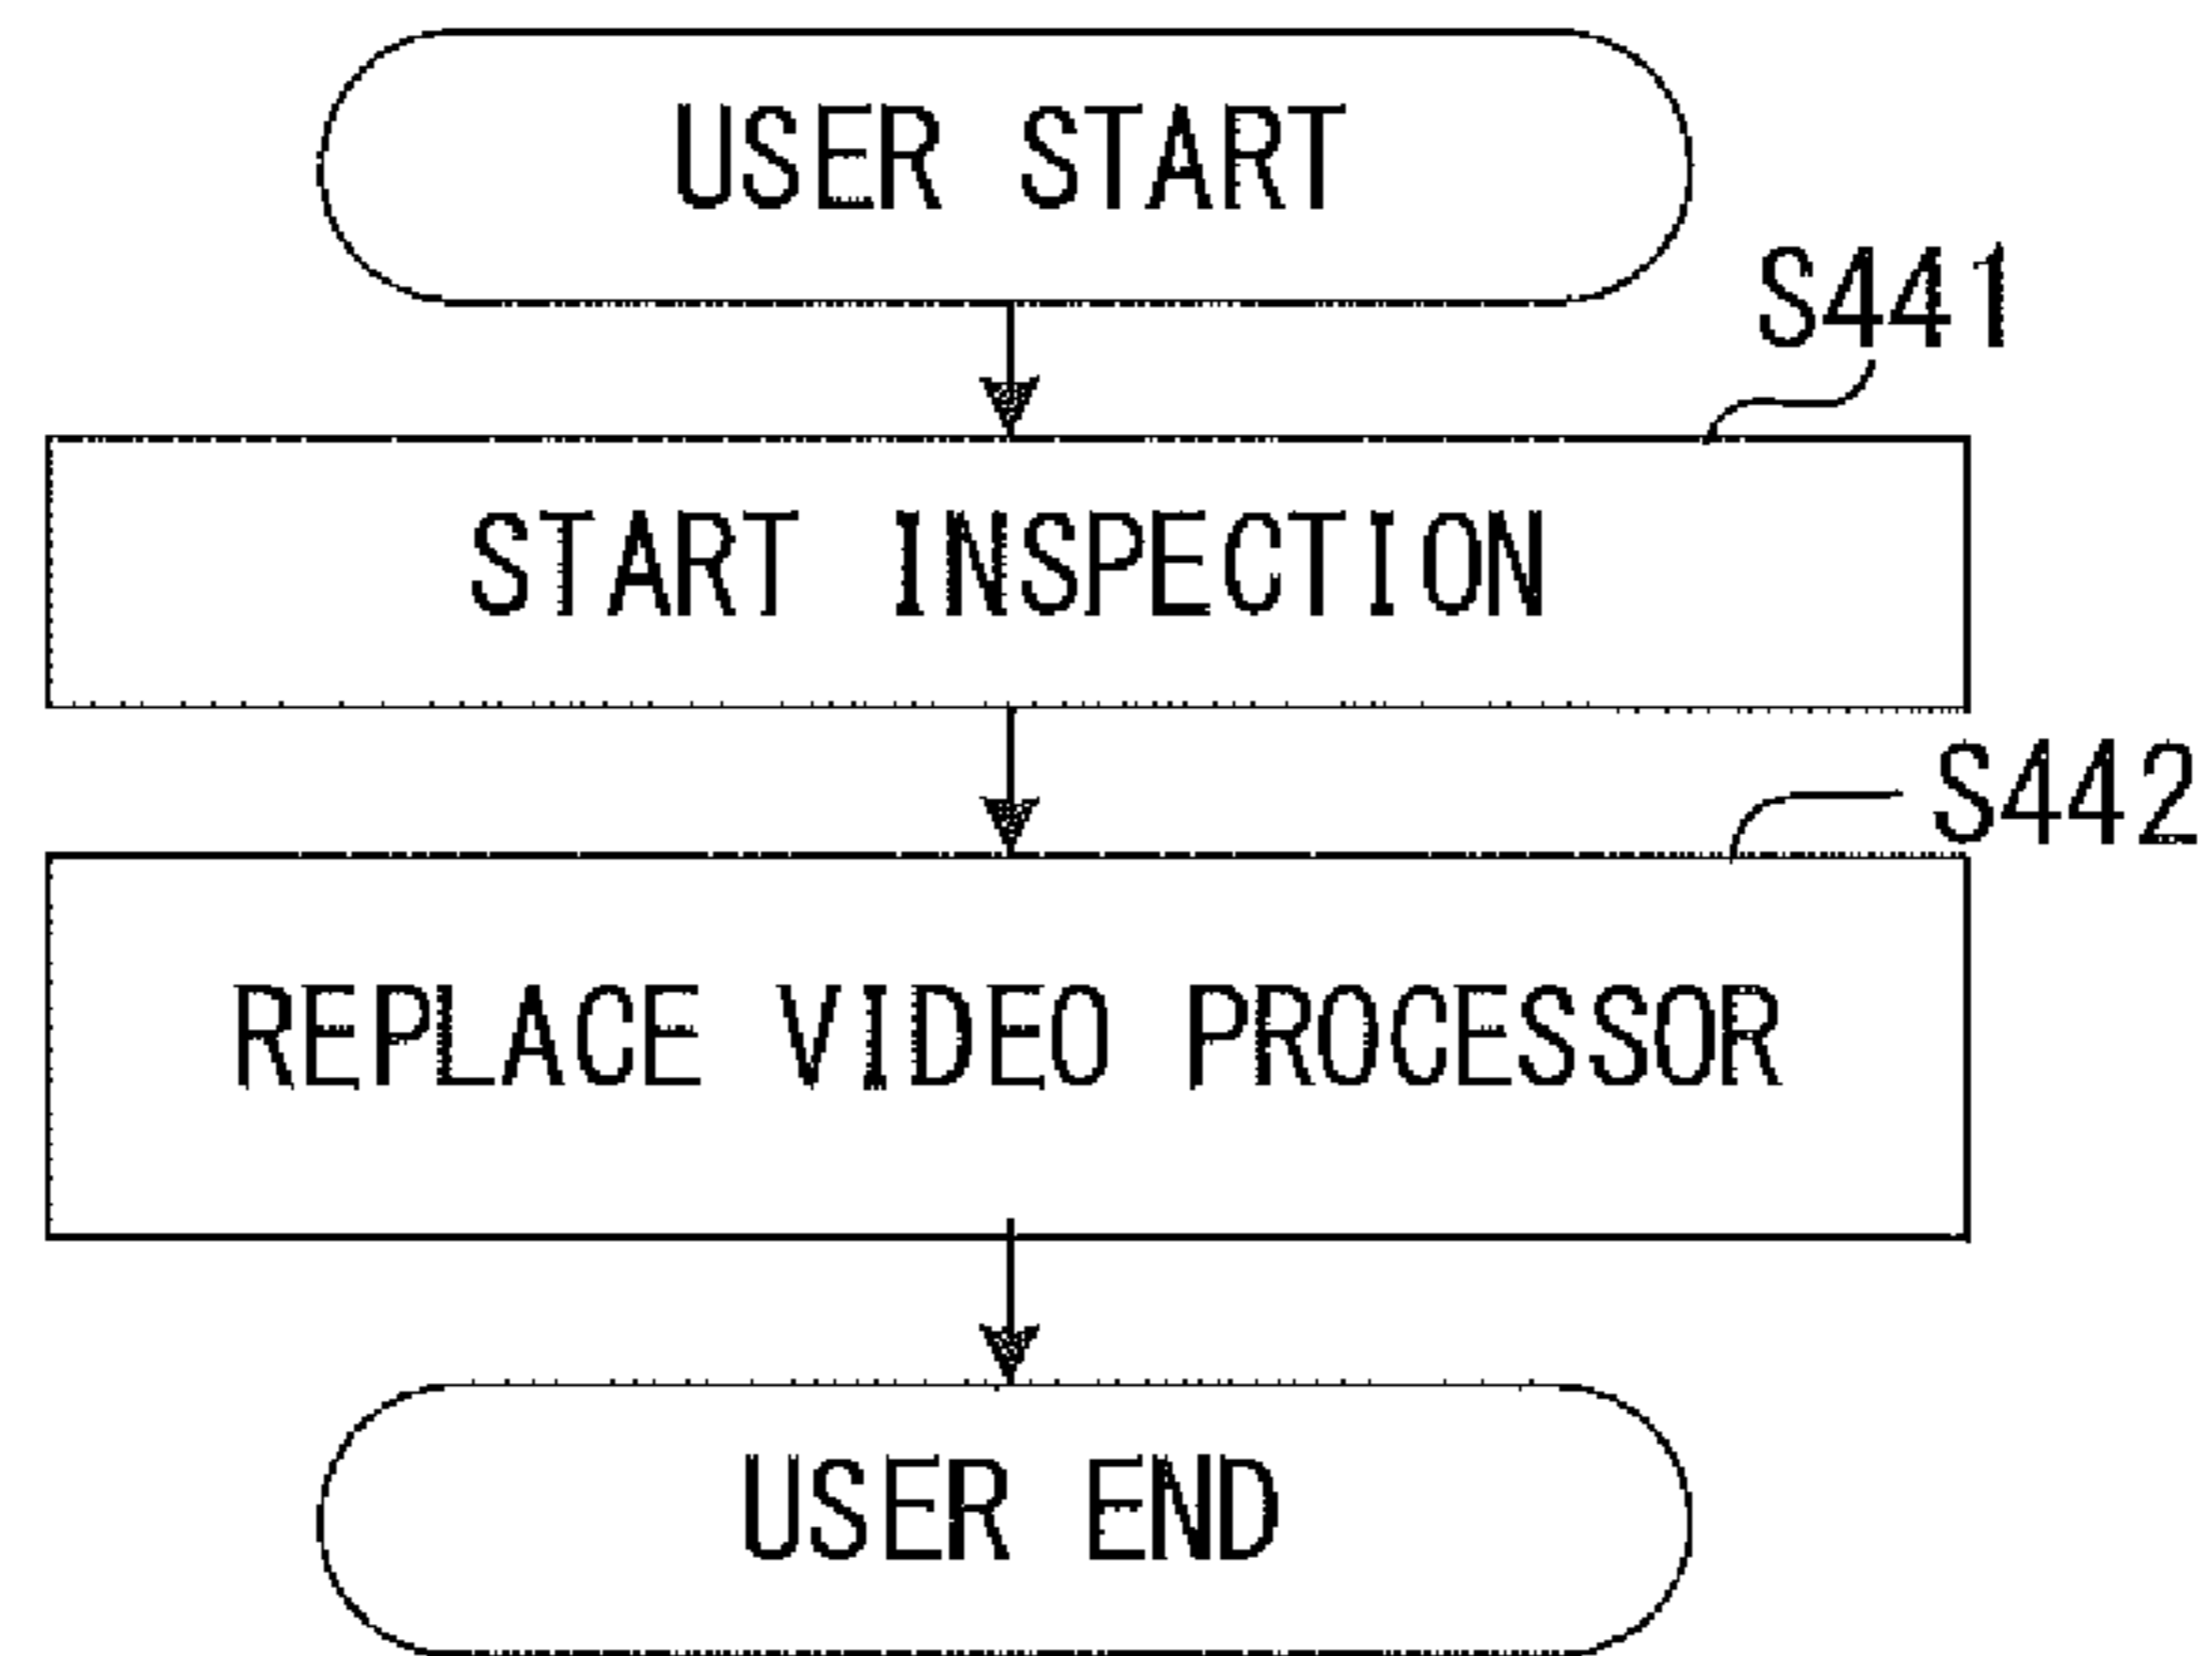 USER START
S441
START INSPECTION
S442
REPLACE VIDEO PROCESSOR
USER END